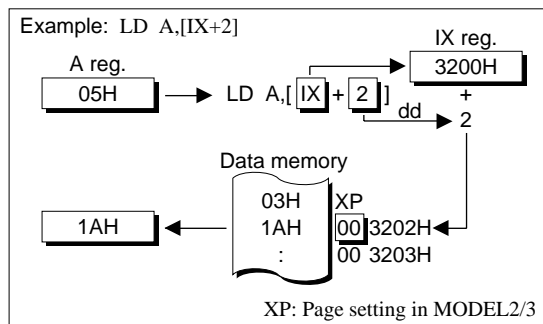 Example: LD A,[IX+2]
IX reg.
A reg.
3200H
05H
LD A,[ IX + 2 ]
+
dd
2
Data memory
03H
XP
1AH
1AH
00 3202H
:
00 3203H
XP: Page setting in MODEL2/3